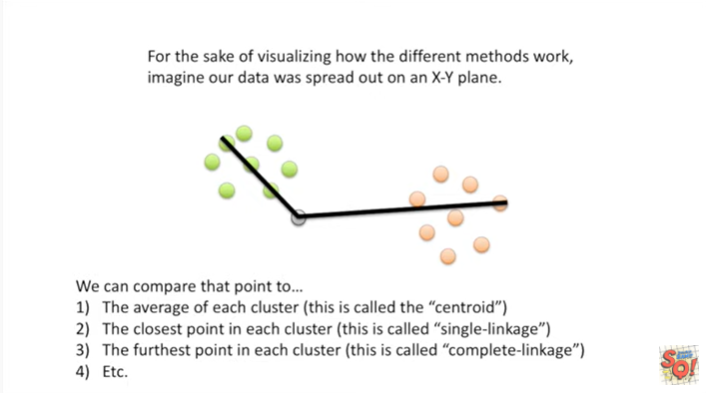 For the sake of visualizing how the different methods work,
imagine our data was spread out on an X-Y plane.
We can compare that point to...
1) The average of each cluster (this is called the “centroid”)
2) The closest point in each cluster (this is called “single-linkage”)
3) The furthest point in each cluster (this is called “complete-linkage”)
4) Etc.
SQ!